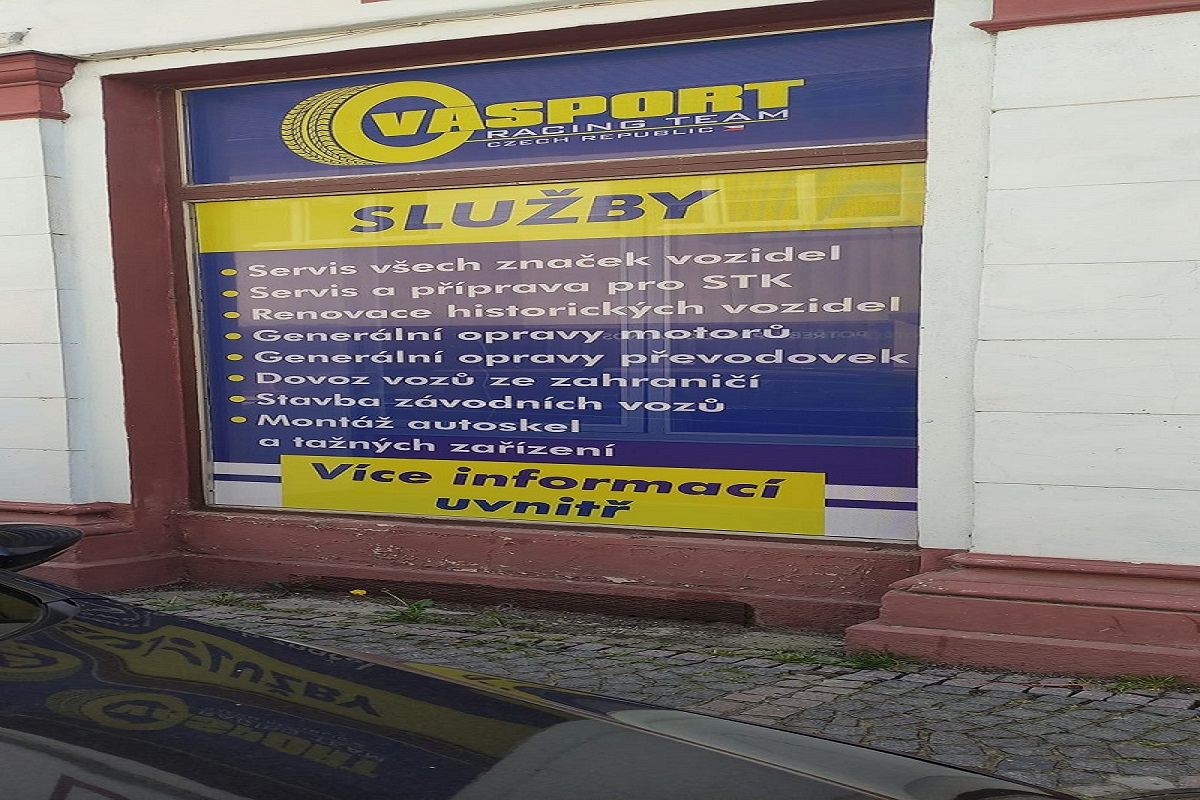 VASPORT
RACING TEAM
CZECH REPUBLIC
SLUŽBY
• Servis všech značek vozidel
• Servis a příprava pro STK
• Renovace historických vozidel
• Generální opravy motorů
• Generální opravy převodovek
• Dovoz vozů ze zahraničí
• Stavba závodních vozů
• Montáž autoskel
a tažných zařízení
Více informací
uvnitř